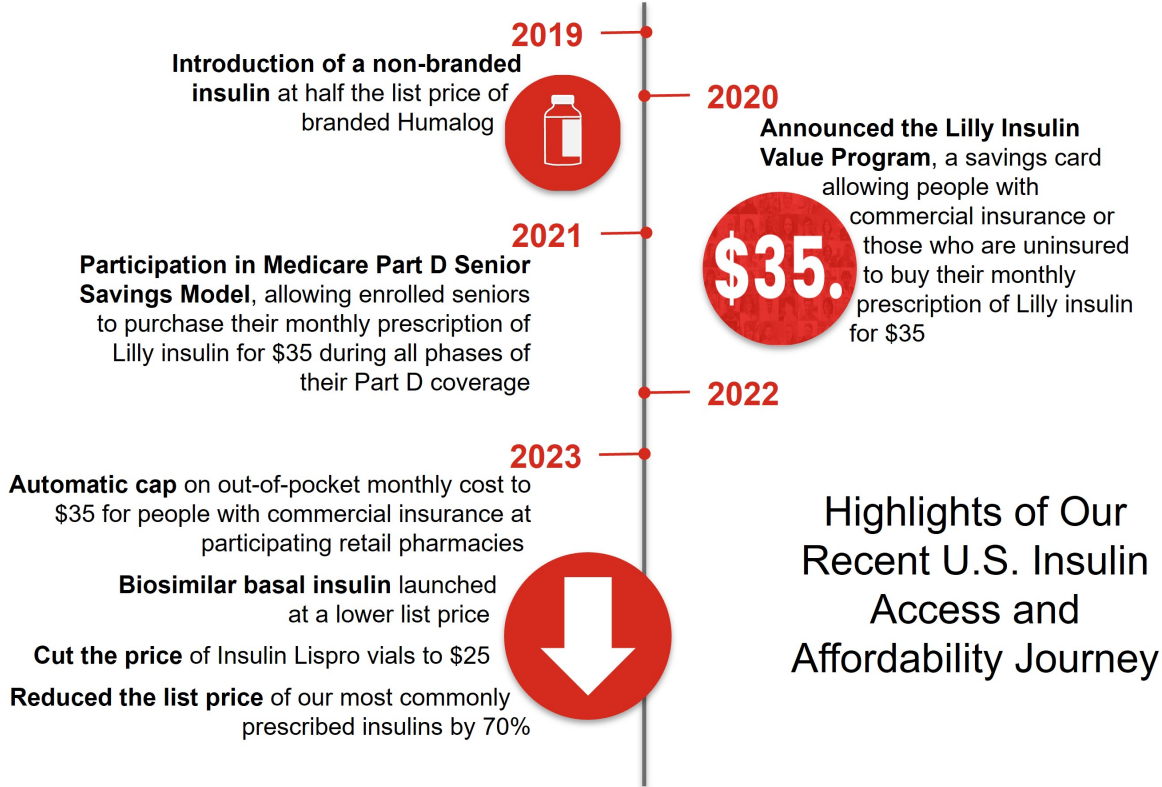 2019
Introduction of a non-branded
insulin at half the list price of
branded Humalog
2020
Announced the Lilly Insulin
Value Program, a savings card
allowing people with
commercial insurance or
those who are uninsured
to buy their monthly
prescription of Lilly insulin
for $35
$35.
2021
Participation in Medicare Part D Senior
Savings Model, allowing enrolled seniors
to purchase their monthly prescription of
Lilly insulin for $35 during all phases of
their Part D coverage
2022
2023
Automatic cap on out-of-pocket monthly cost to
$35 for people with commercial insurance at
participating retail pharmacies
Biosimilar basal insulin launched
at a lower list price
Cut the price of Insulin Lispro vials to $25
Reduced the list price of our most commonly
prescribed insulins by 70%
Highlights of Our
Recent U.S. Insulin
Access and
Affordability Journey